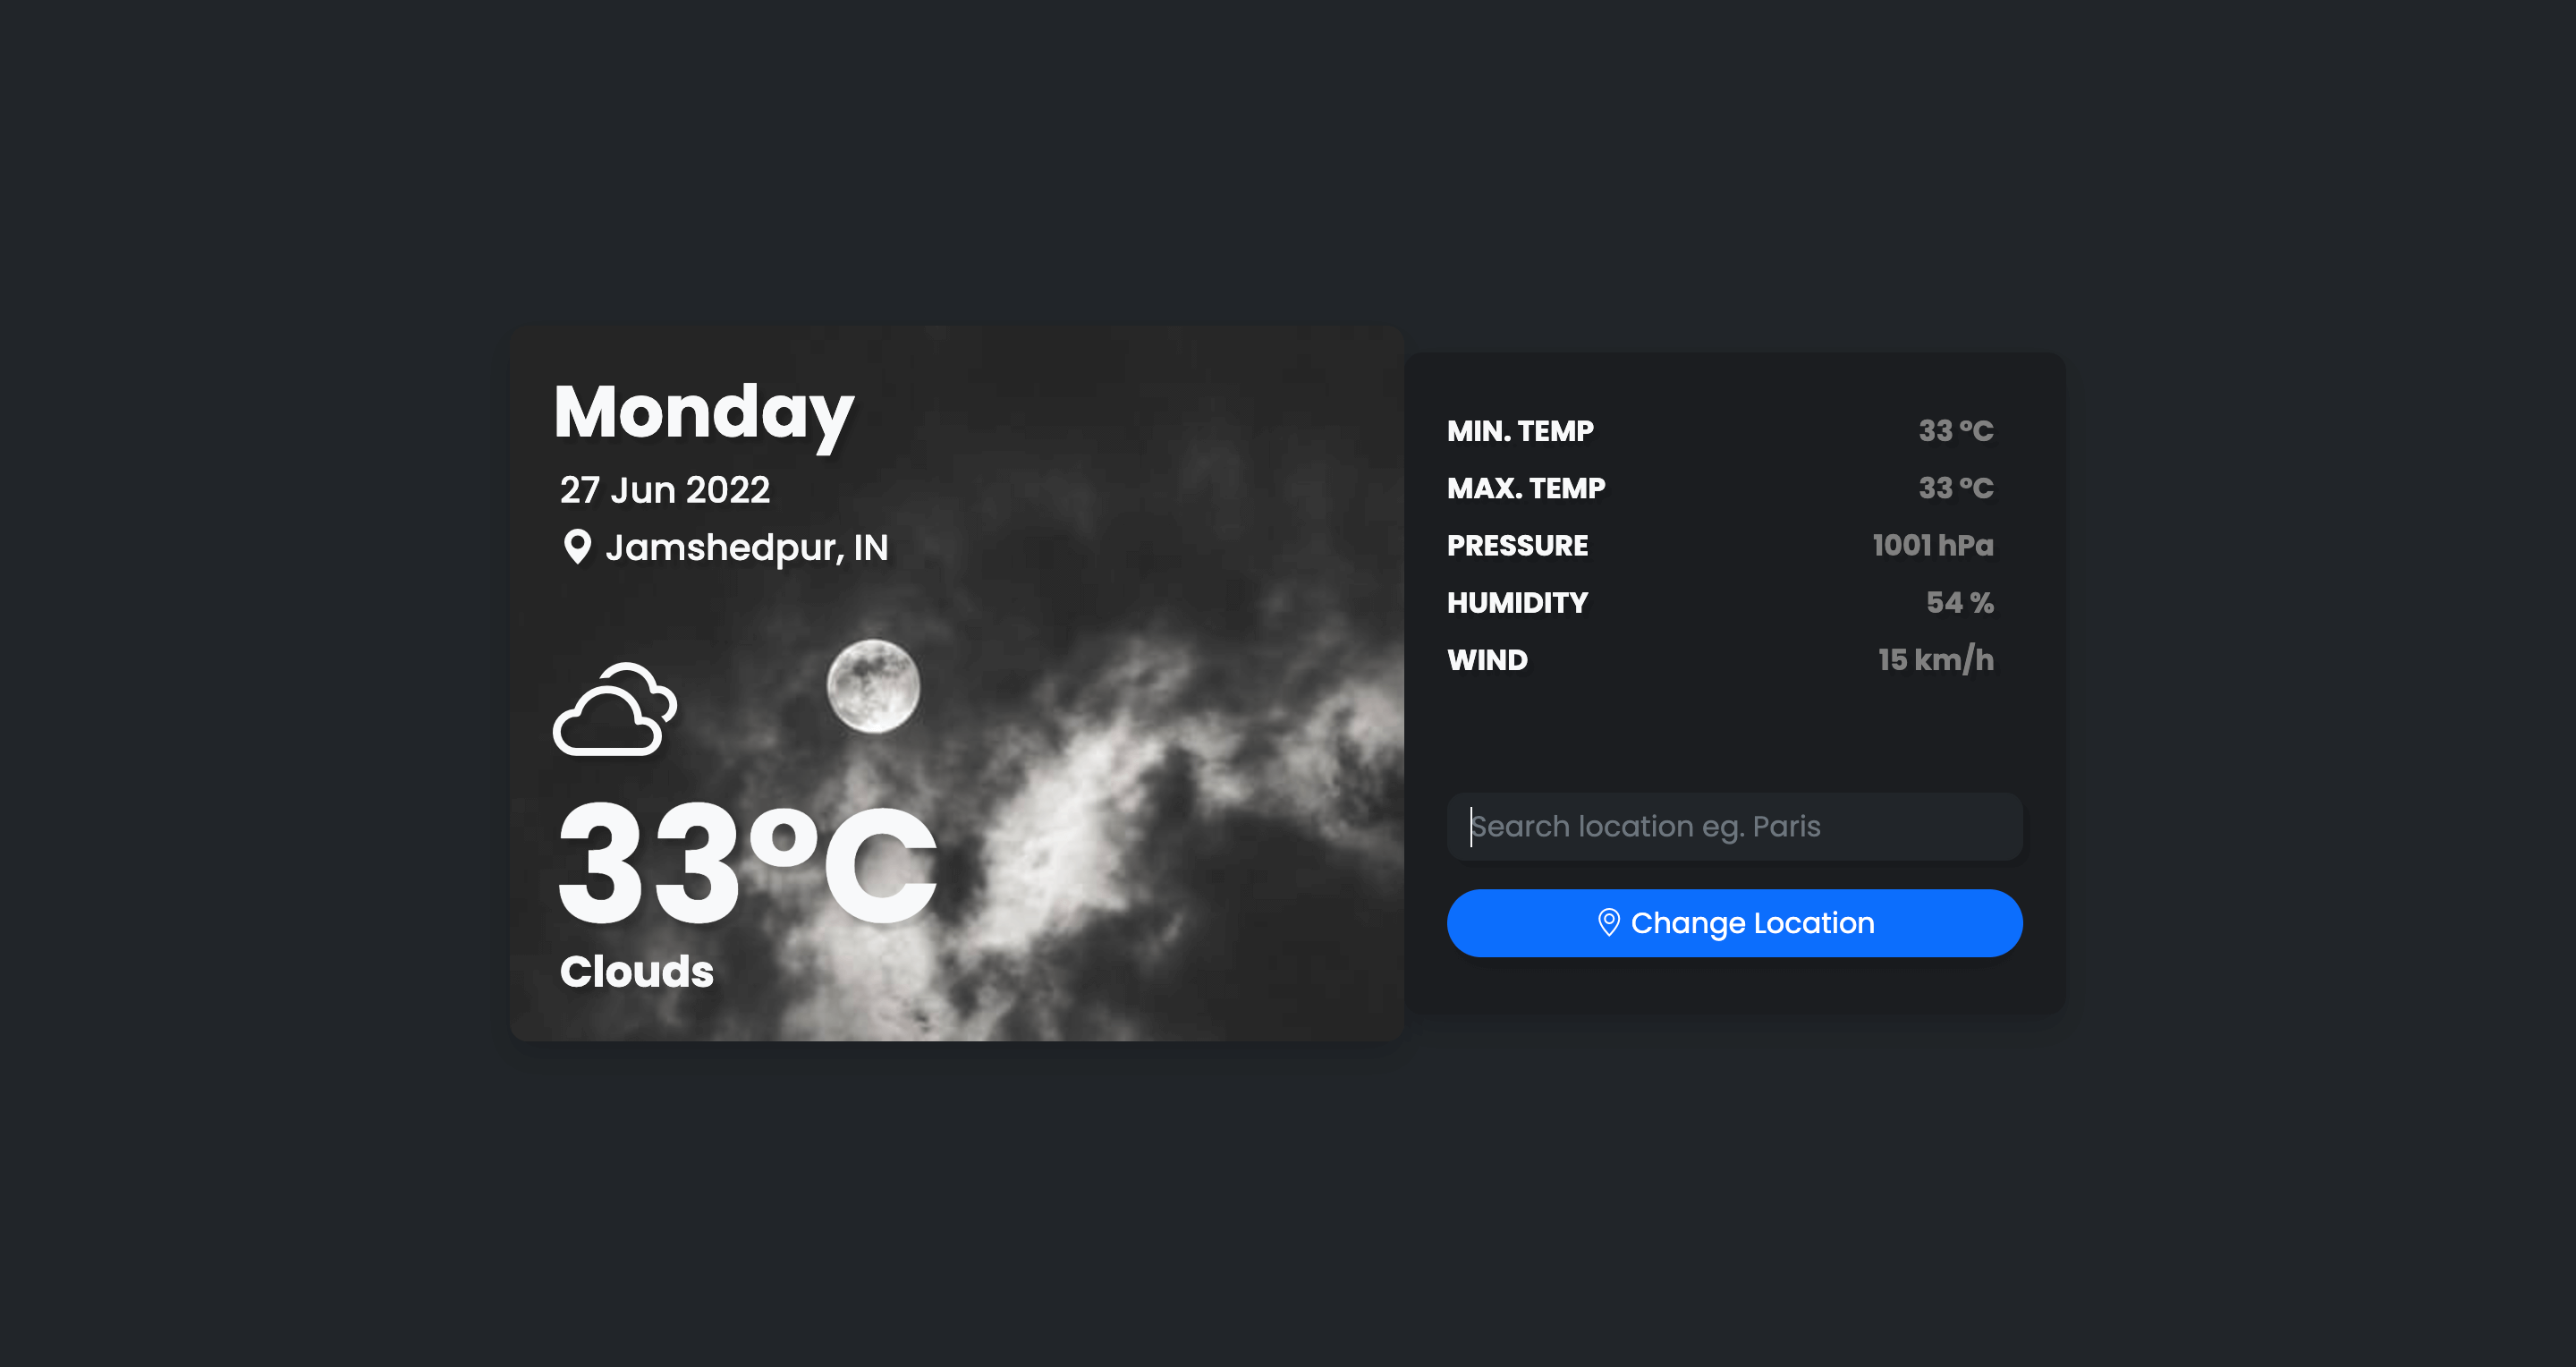 Monday
27 Jun 2022
Jamshedpur, IN
33°C
Clouds
MIN. TEMP 33 °C
MAX. TEMP 33 °C
PRESSURE 1001 hPa
HUMIDITY 54 %
WIND 15 km/h
Search location eg. Paris
Change Location